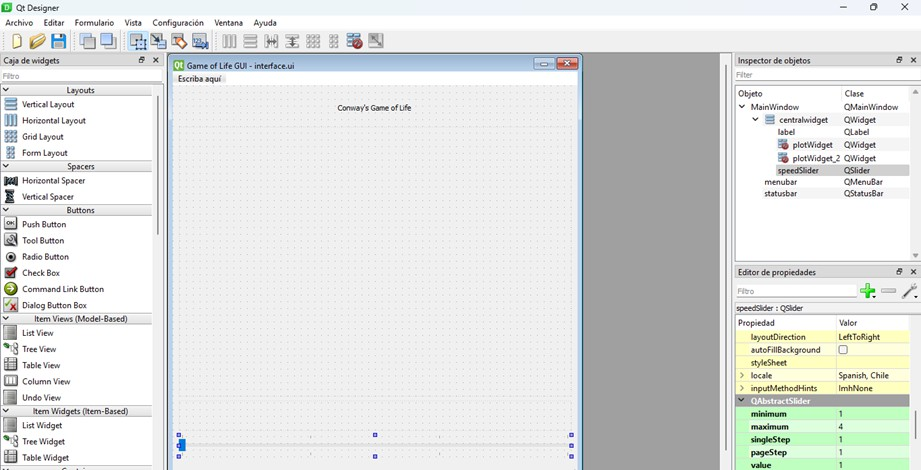 Qt Designer
Archivo Editar Formulario Vista Configuración Ventana Ayuda
Caja de widgets
Filtro
Layouts
Vertical Layout
Horizontal Layout
Grid Layout
Form Layout
Spacers
Horizontal Spacer
Vertical Spacer
Buttons
Push Button
Tool Button
Radio Button
Check Box
Command Link Button
Dialog Button Box
Item Views (Model-Based)
List View
Tree View
Table View
Column View
Undo View
Item Widgets (Item-Based)
List Widget
Tree Widget
Table Widget
Game of Life GUI - interface.ui
Escriba aquí
Conway's Game of Life
Inspector de objetos
Filter
Objeto Clase
MainWindow QMainWindow
centralwidget QWidget
label QLabel
plotWidget QWidget
plotWidget_2 QWidget
speedSlider QSlider
menubar QMenuBar
statusbar QStatusBar
Editor de propiedades
Filtro
speedSlider : QSlider
Propiedad Valor
layoutDirection LeftToRight
autoFillBackground
styleSheet
locale Spanish, Chile
inputMethodHints ImhNone
QAbstractSlider
minimum 1
maximum 4
singleStep 1
pageStep 1
value 1